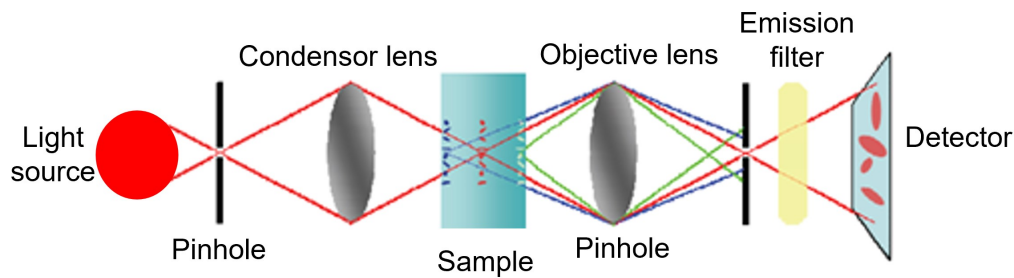 Emission
filter
Condensor lens
Objective lens
Light
source
Detector
Pinhole
Sample
Pinhole